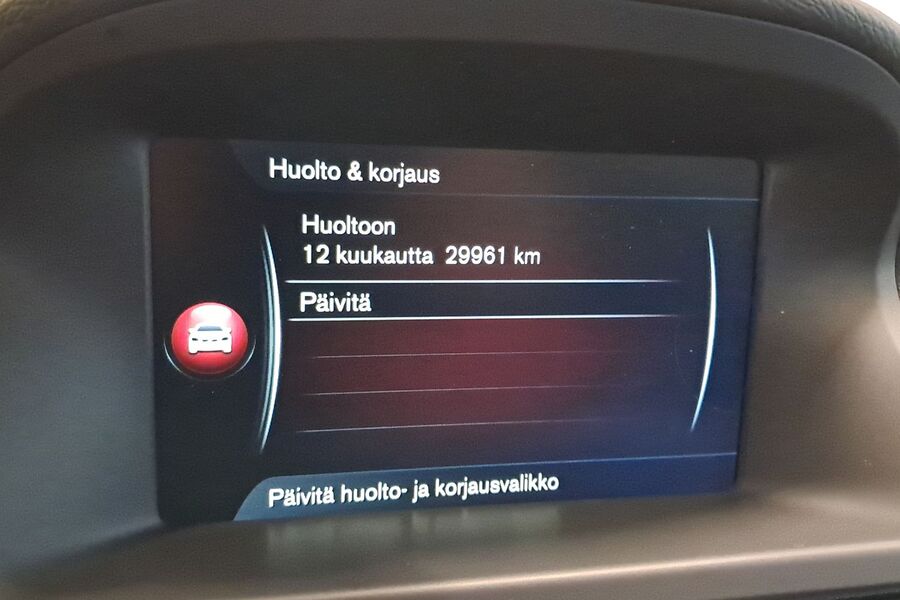 Huolto & korjaus
Huoltoon
12 kuukautta 29961 km
Päivitä
Päivitä huolto- ja korjausvalikko